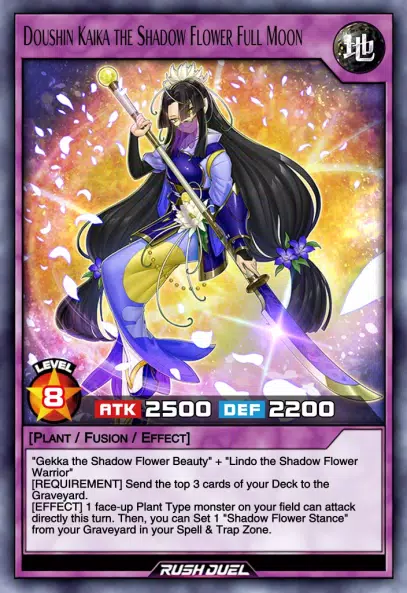 Doushin Kaika the Shadow Flower Full Moon
地
LEVEL
8
ATK 2500 DEF 2200
[Plant / Fusion / Effect]
"Gekka the Shadow Flower Beauty" + "Lindo the Shadow Flower
Warrior"
[REQUIREMENT] Send the top 3 cards of your Deck to the
Graveyard.
[EFFECT] 1 face-up Plant Type monster on your field can attack
directly this turn. Then, you can Set 1 "Shadow Flower Stance"
from your Graveyard in your Spell & Trap Zone.
RUSH DUEL